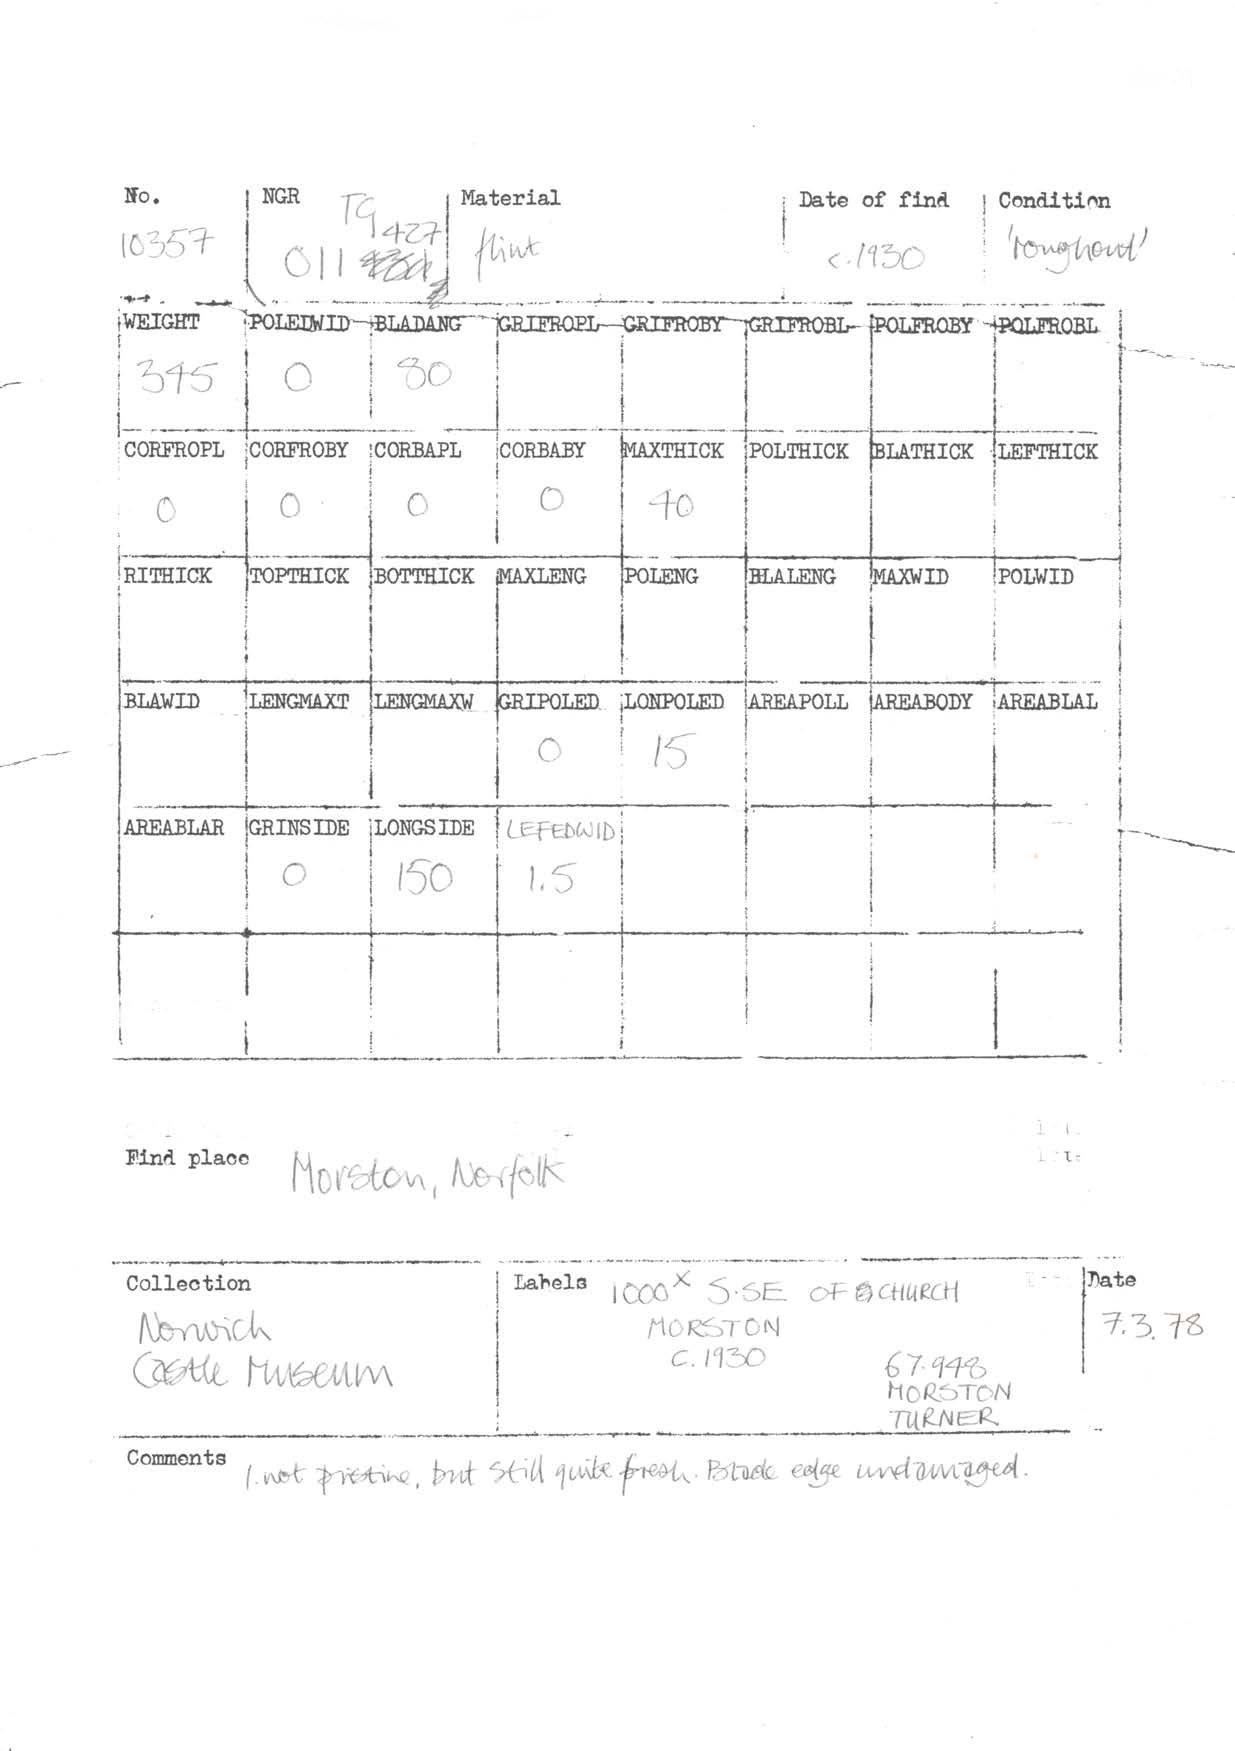 No. NGR Material Date of find Condition
10357 TG 427 flint c.1930 'roughout'
011
WEIGHT POLEDWID BLADANG GRIFROPL GRIFROBY GRIFROBL POLFROBY POLFROBL
345 0 80
CORFROPL CORFROBY CORBAPL CORBABY MAXTHICK POLTHICK BLATHICK LEFTHICK
0 0 0 0 40
RITHICK TOPTHICK BOTTHICK MAXLENG POLENG BLALENG MAXWID POLWID
BLAWID LENGMAXT LENGMAXW GRIPOLED LONPOLED AREAPOLL AREABODY AREABLAL
0 15
AREABLAR GRINSIDE LONGSIDE LEFEDWID
0 150 1.5
Find place Morston, Norfolk
Collection Labels 1000x S.SE OF CHURCH Date
Norwich MORSTON 7.3.78
Castle Museum c.1930 67.948
MORSTON
TURNER
Comments 1. not pristine, but still quite fresh. Blade edge undamaged.